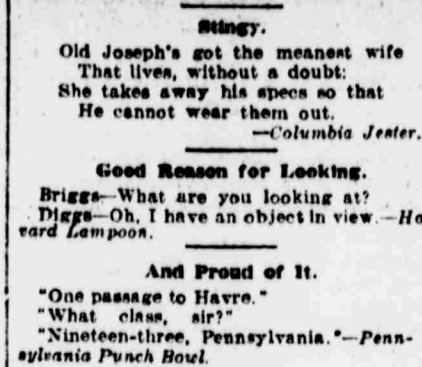 Stingy.
Old Joseph's got the meanest wife
That lives, without a doubt:
She takes away his specs so that
He cannot wear them out.
—Columbia Jester.
Good Reason for Looking.
Briggs—What are you looking at?
Diggs—Oh, I have an object in view.—Ha
vard Lampoon.
And Proud of It.
"One passage to Havre."
"What class, sir?"
"Nineteen-three, Pennsylvania."—Penn-
sylvania Punch Bowl.